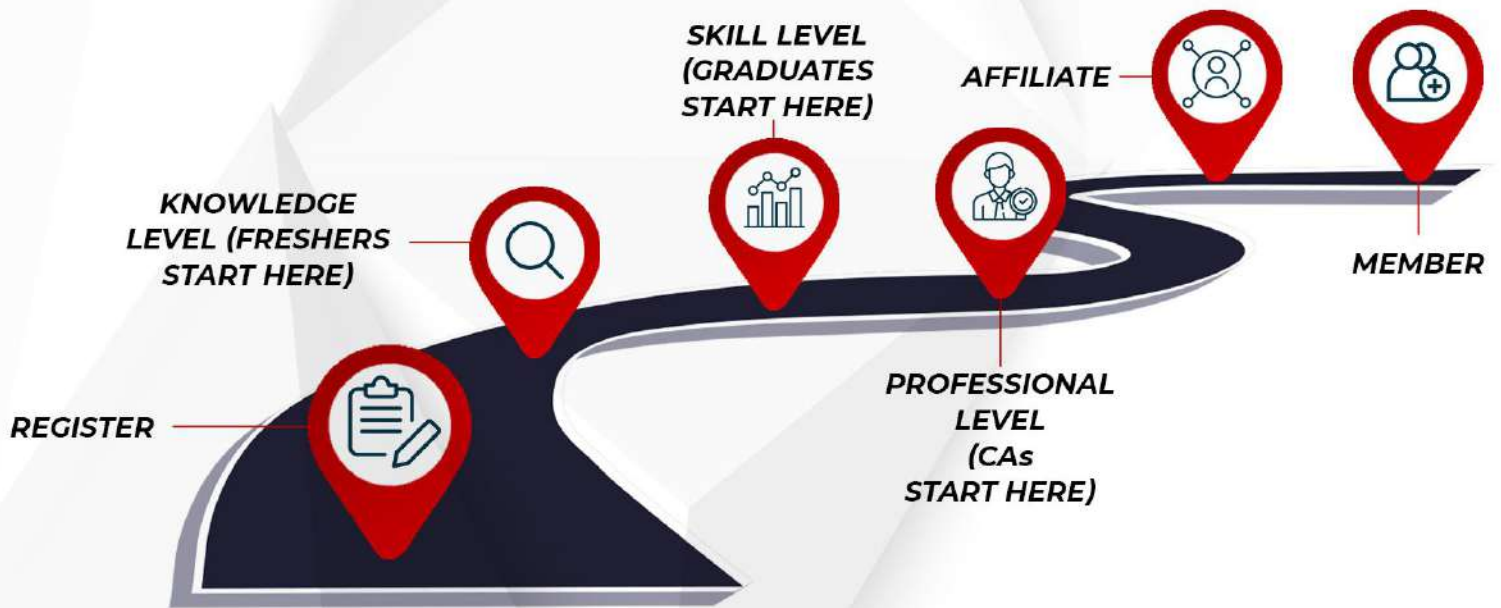 REGISTER
KNOWLEDGE
LEVEL (FRESHERS
START HERE)
SKILL LEVEL
(GRADUATES
START HERE)
PROFESSIONAL
LEVEL
(CAs
START HERE)
AFFILIATE
MEMBER